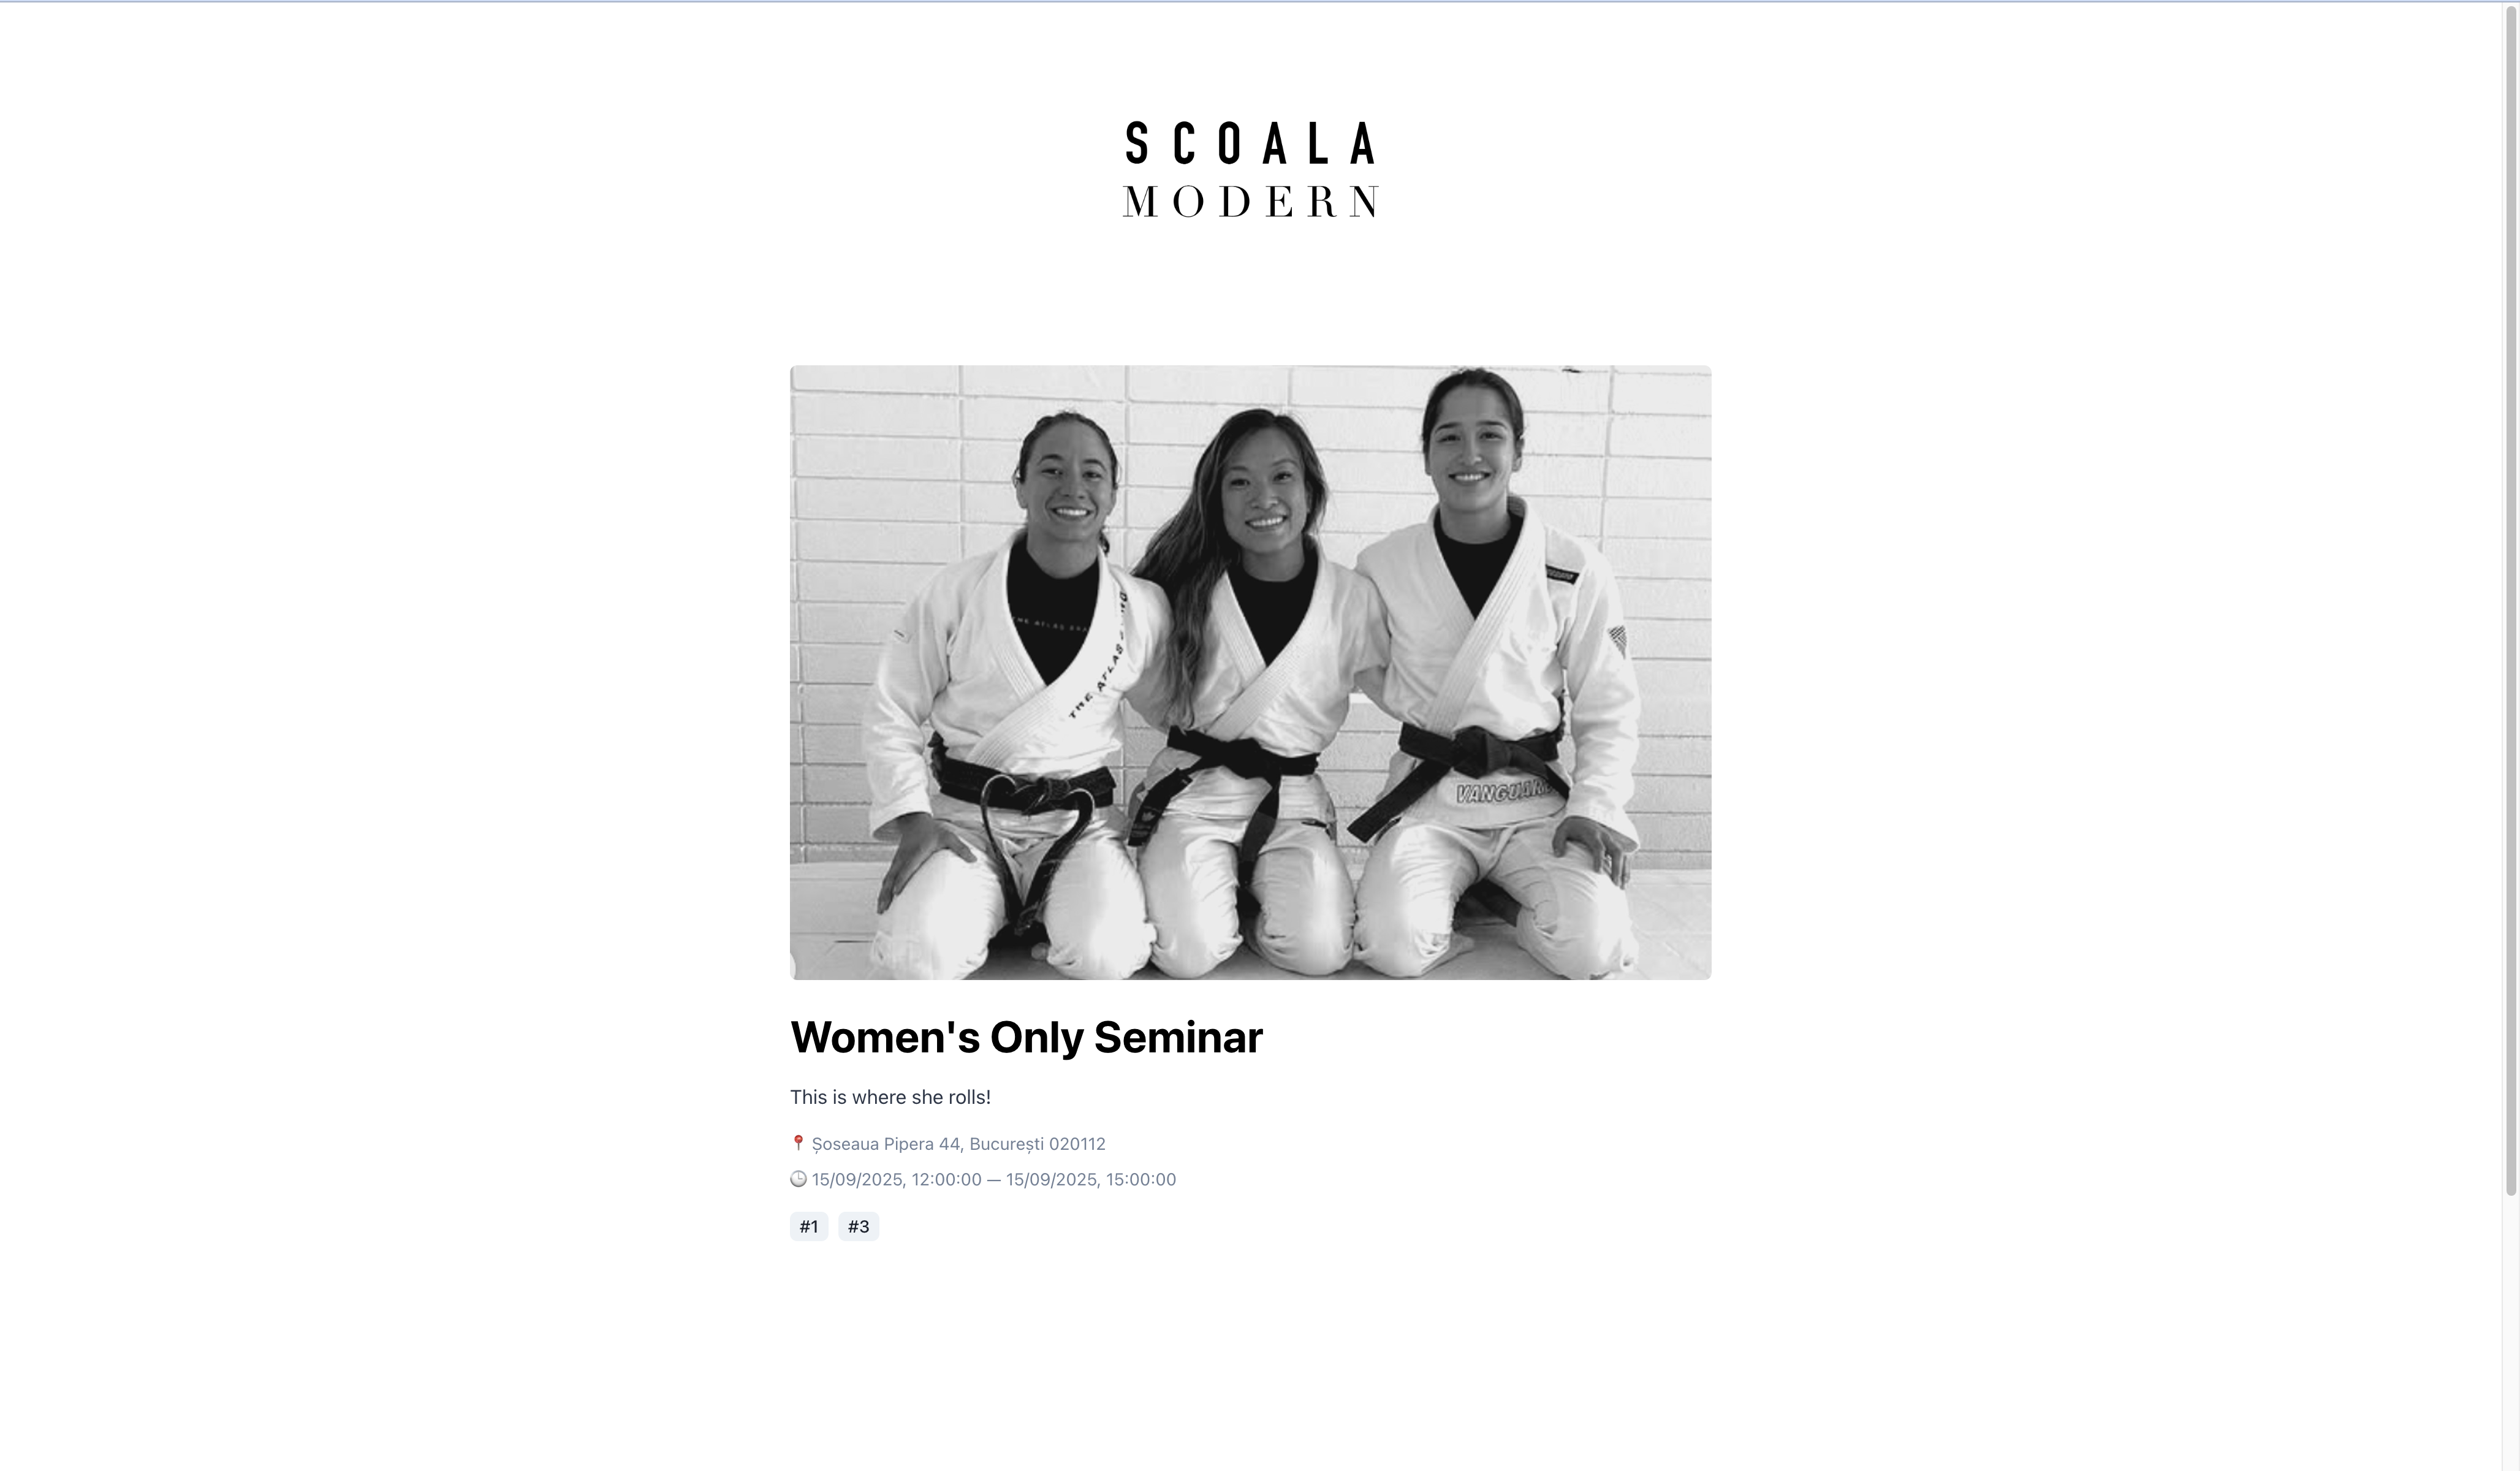 SCOALA
MODERN
THE ATLAS
VANGUARD
Women's Only Seminar
This is where she rolls!
📍 Șoseaua Pipera 44, București 020112
🕒 15/09/2025, 12:00:00 — 15/09/2025, 15:00:00
#1 #3